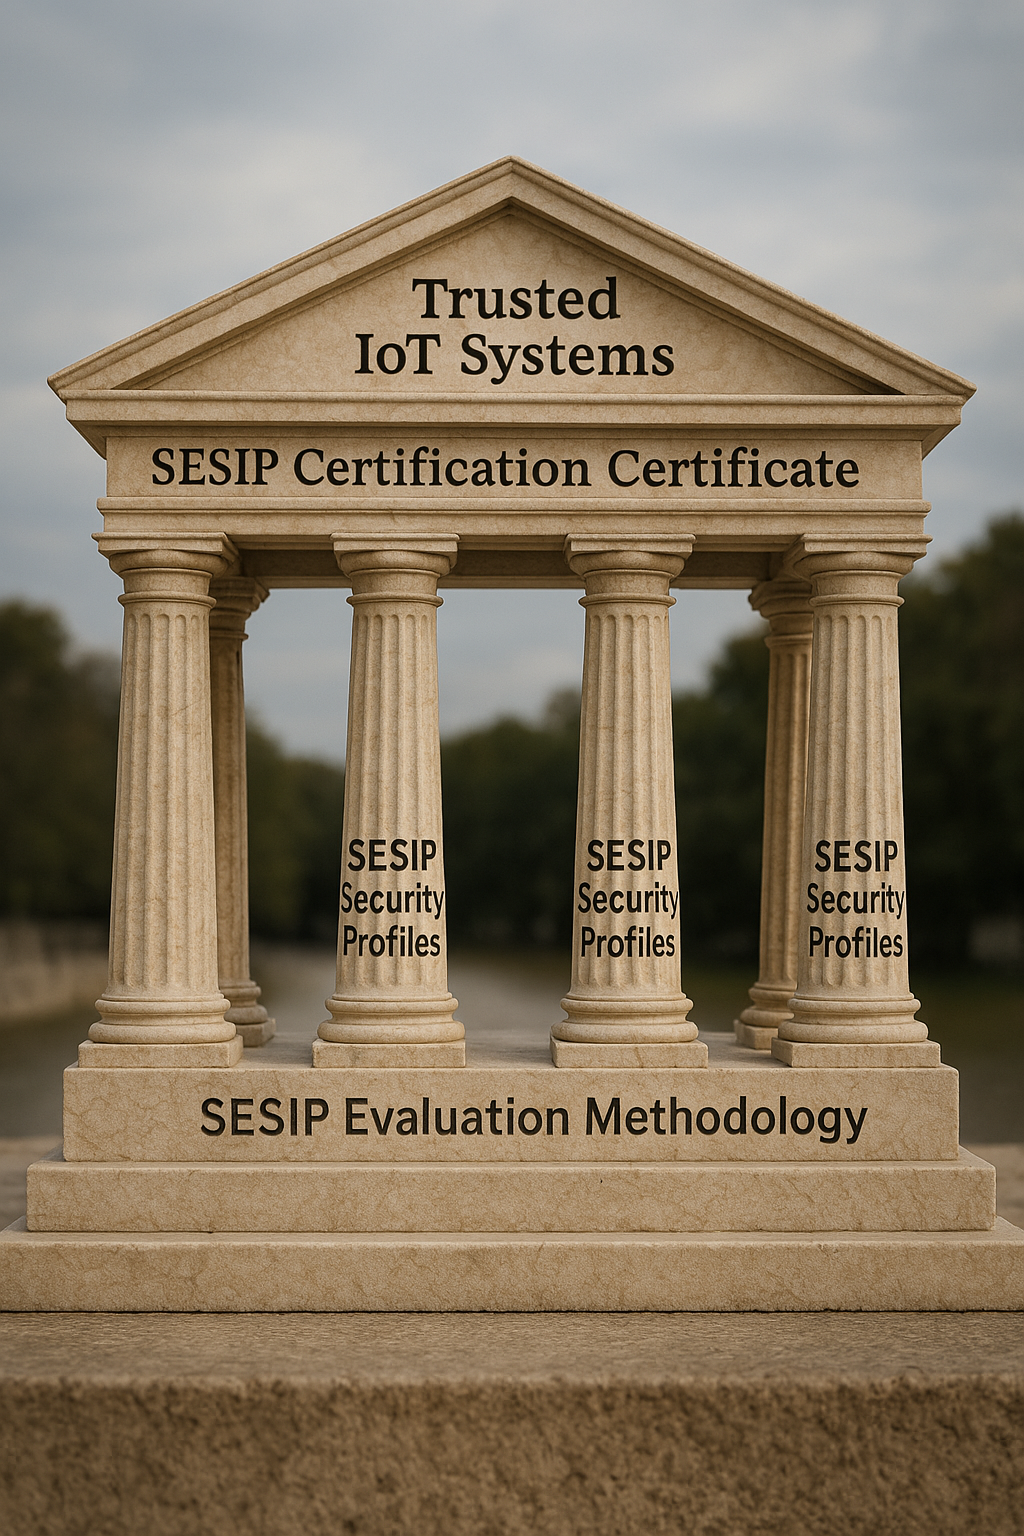 Trusted
IoT Systems
SESIP Certification Certificate
SESIP
Security
Profiles
SESIP
Security
Profiles
SESIP
Security
Profiles
SESIP Evaluation Methodology